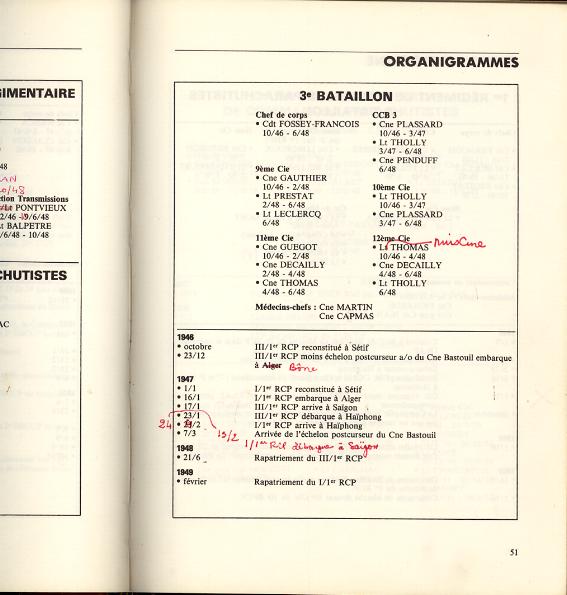 GIMENTAIRE
48
10/48
ction Transmissions
Lt PONTVIEUX
2/46 - 9/6/48
t BALPETRE
/6/48 - 10/48
CHUTISTES
AC
ORGANIGRAMMES
3e BATAILLON
Chef de corps
• Cdt FOSSEY-FRANCOIS
10/46 - 6/48
CCB 3
• Cne PLASSARD
10/46 - 3/47
• Lt THOLLY
3/47 - 6/48
• Cne PENDUFF
6/48
9ème Cie
• Cne GAUTHIER
10/46 - 2/48
• Lt PRESTAT
2/48 - 6/48
• Lt LECLERCQ
6/48
10ème Cie
• Lt THOLLY
10/46 - 3/47
• Cne PLASSARD
3/47 - 6/48
11ème Cie
• Cne GUEGOT
10/46 - 2/48
• Cne DECAILLY
2/48 - 4/48
• Cne THOMAS
4/48 - 6/48
12ème Cie
• Lt THOMAS puis Cne
10/46 - 4/48
• Cne DECAILLY
4/48 - 6/48
• Lt THOLLY
6/48
Médecins-chefs : Cne MARTIN
Cne CAPMAS
1946
• octobre III/1er RCP reconstitué à Sétif
• 23/12 III/1er RCP moins échelon postcurseur a/o du Cne Bastouil embarque
à Alger Bône
1947
• 1/1 I/1er RCP reconstitué à Sétif
• 16/1 I/1er RCP embarque à Alger
• 17/1 III/1er RCP arrive à Saïgon
• 23/1 III/1er RCP débarque à Haïphong
24 • 21/2 I/1er RCP arrive à Haïphong
• 7/3 15/2 Arrivée de l'échelon postcurseur du Cne Bastouil
I/1er débarque à Saïgon
1948
• 21/6 Rapatriement du III/1er RCP
1949
• février Rapatriement du I/1er RCP
51